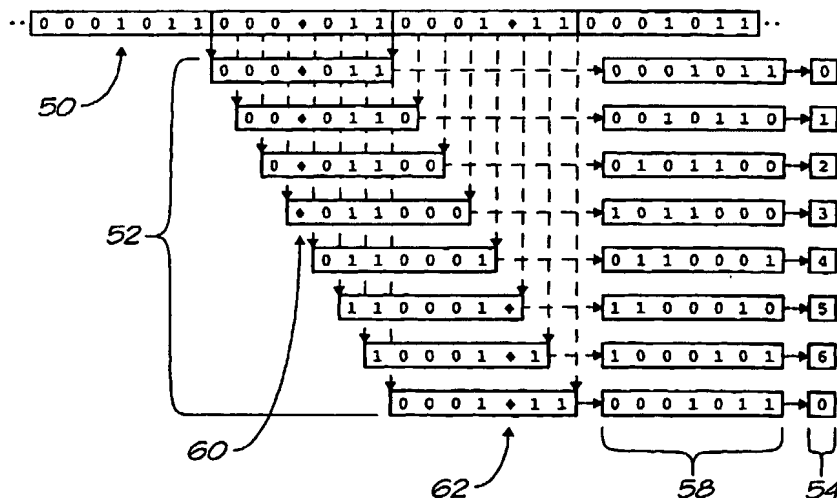 ·· 0 0 0 1 0 1 1 0 0 0 ♦ 0 1 1 0 0 0 1 ♦ 1 1 0 0 0 1 0 1 1 ··
0 0 0 ♦ 0 1 1 0 0 0 1 0 1 1 0
50
0 0 ♦ 0 1 1 0 0 0 1 0 1 1 0 1
0 ♦ 0 1 1 0 0 0 1 0 1 1 0 0 2
♦ 0 1 1 0 0 0 1 0 1 1 0 0 0 3
52
0 1 1 0 0 0 1 0 1 1 0 0 0 1 4
1 1 0 0 0 1 ♦ 1 1 0 0 0 1 0 5
1 0 0 0 1 ♦ 1 1 0 0 0 1 0 1 6
0 0 0 1 ♦ 1 1 0 0 0 1 0 1 1 0
60
62 58 54